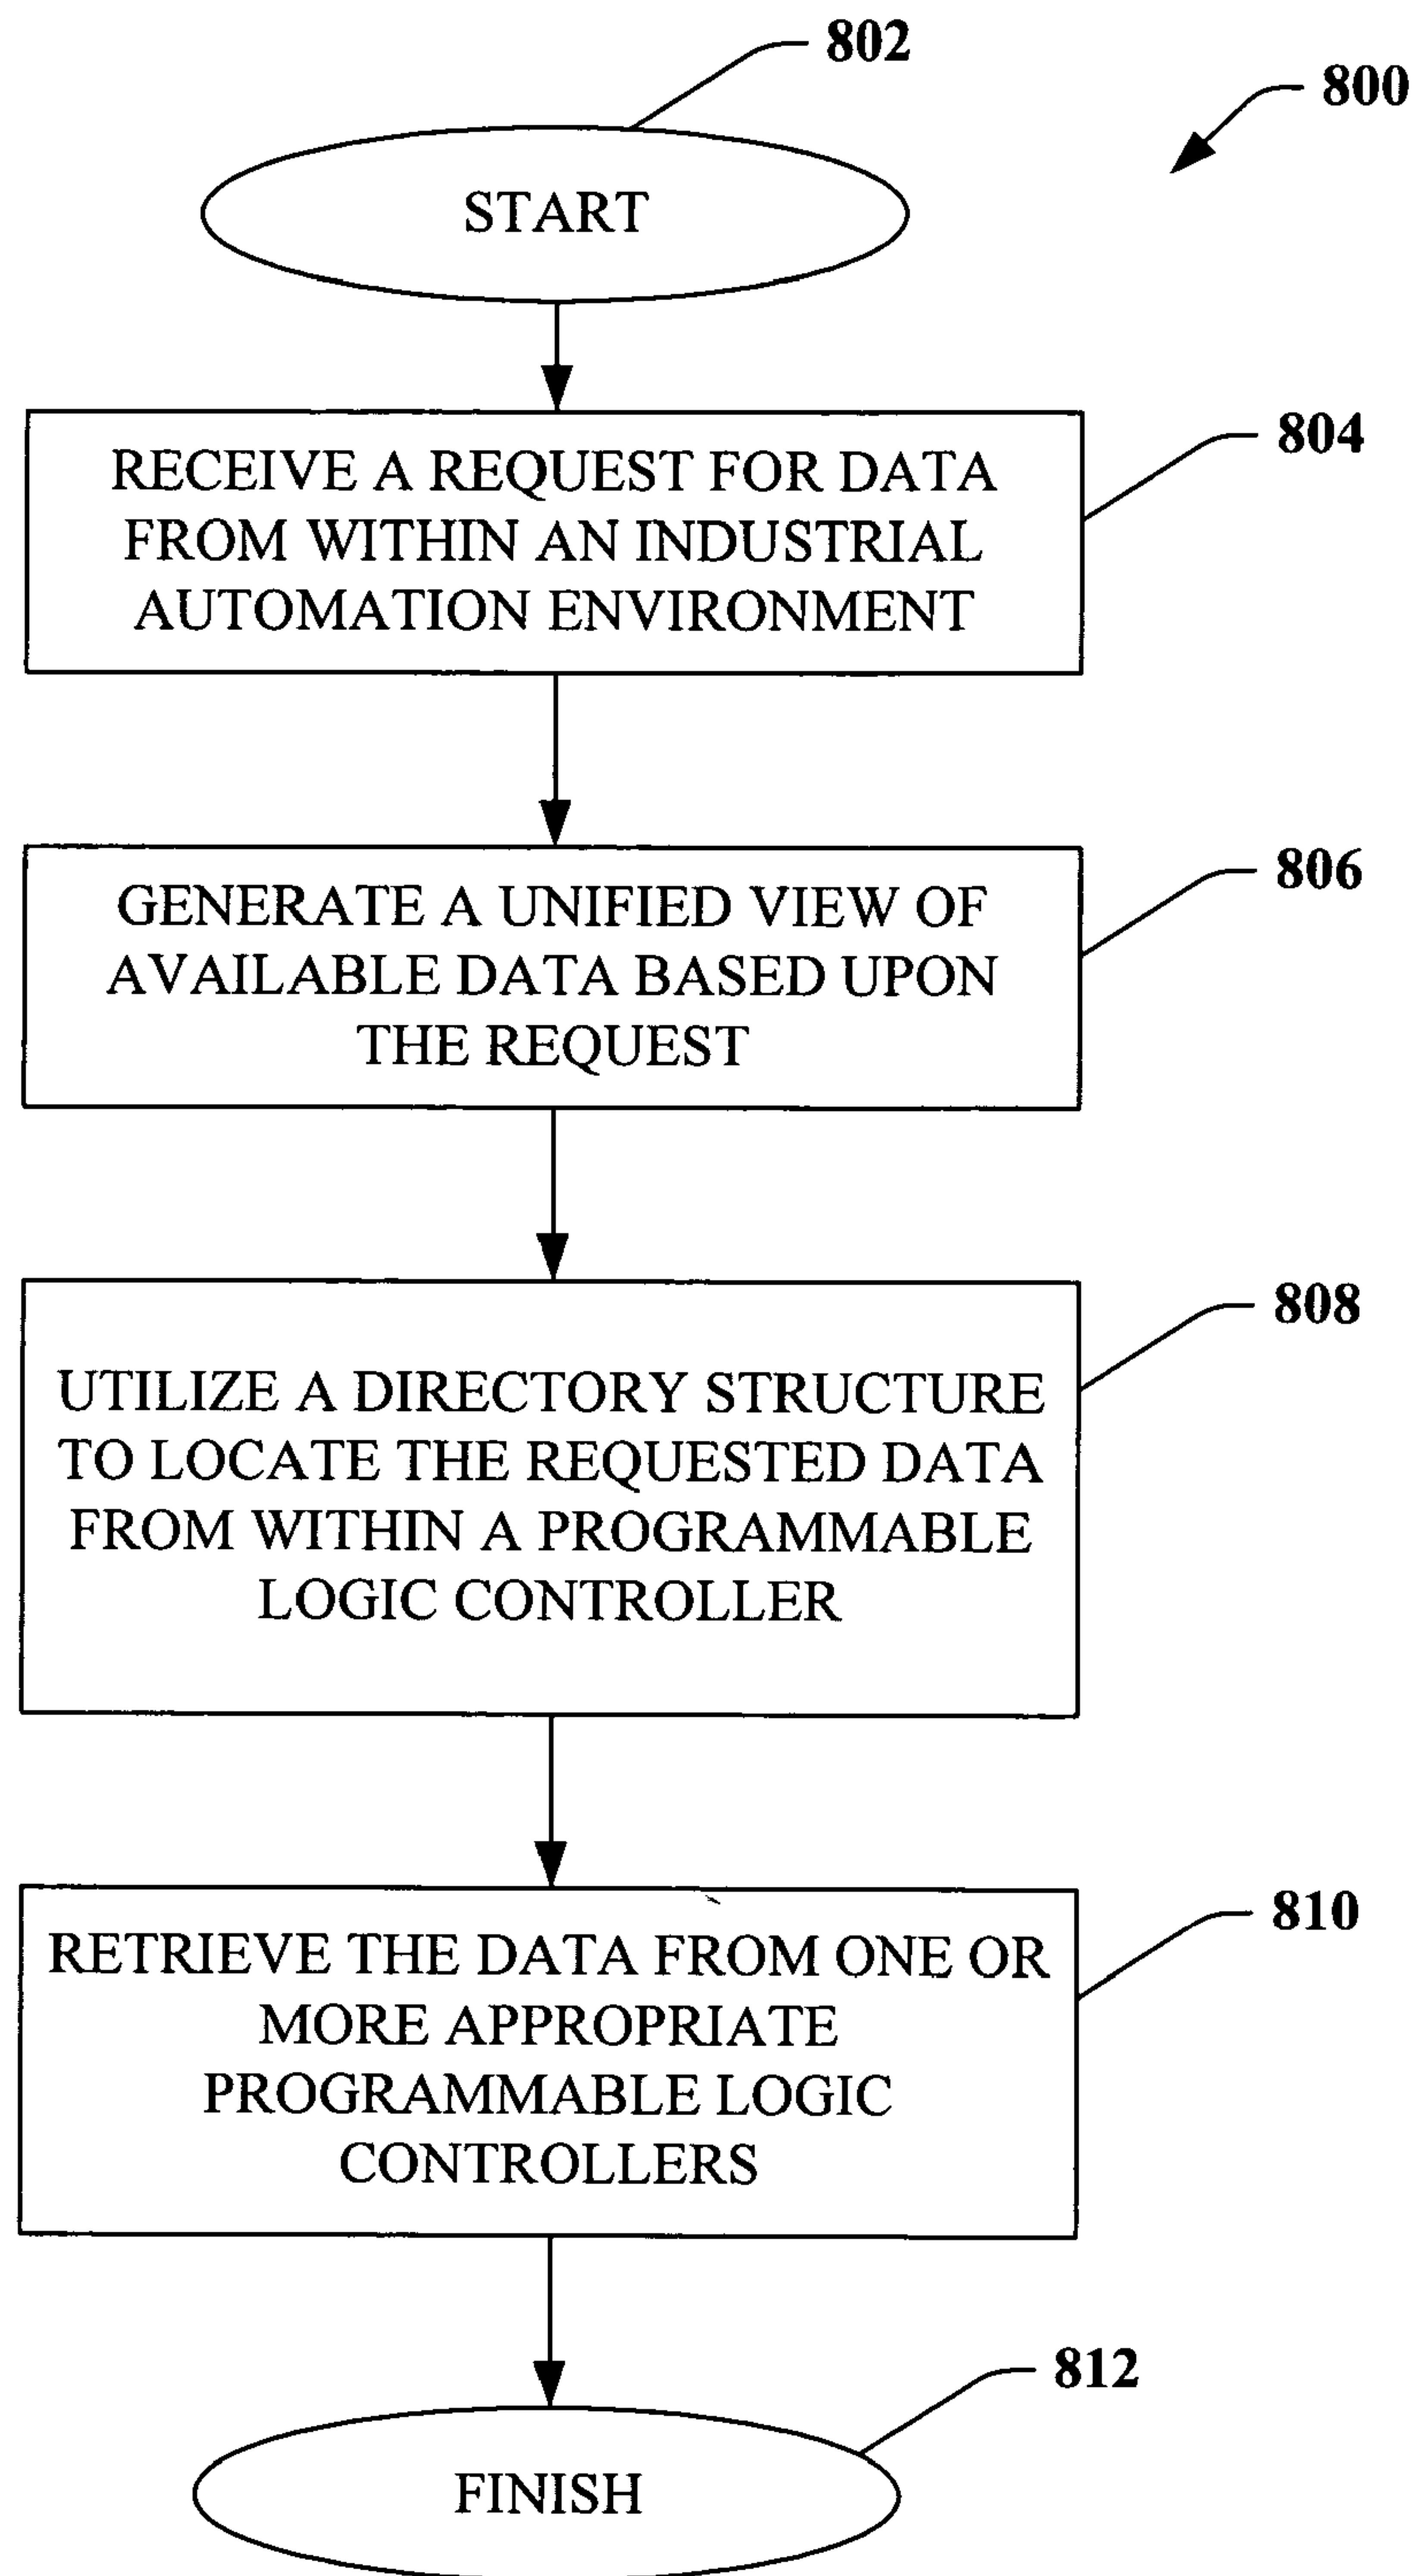 802
800
START
RECEIVE A REQUEST FOR DATA
FROM WITHIN AN INDUSTRIAL
AUTOMATION ENVIRONMENT
804
GENERATE A UNIFIED VIEW OF
AVAILABLE DATA BASED UPON
THE REQUEST
806
UTILIZE A DIRECTORY STRUCTURE
TO LOCATE THE REQUESTED DATA
FROM WITHIN A PROGRAMMABLE
LOGIC CONTROLLER
808
RETRIEVE THE DATA FROM ONE OR
MORE APPROPRIATE
PROGRAMMABLE LOGIC
CONTROLLERS
810
812
FINISH